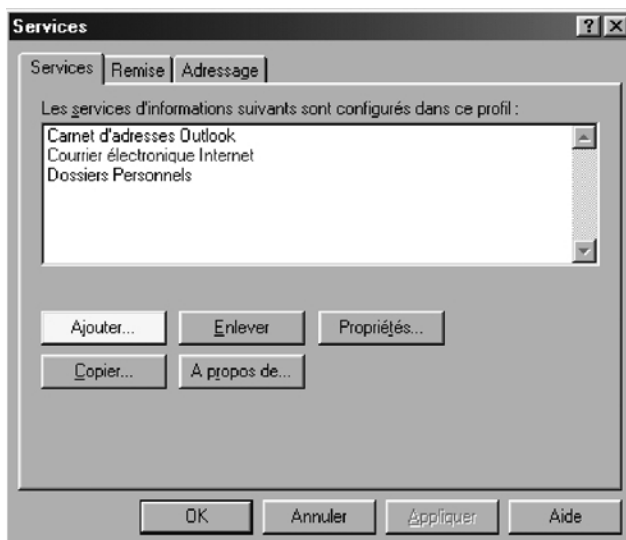 Services
Services Remise Adressage
Les services d'informations suivants sont configurés dans ce profil :
Carnet d'adresses Outlook
Courrier électronique Internet
Dossiers Personnels
Ajouter... Enlever Propriétés...
Copier... A propos de...
OK Annuler Appliquer Aide